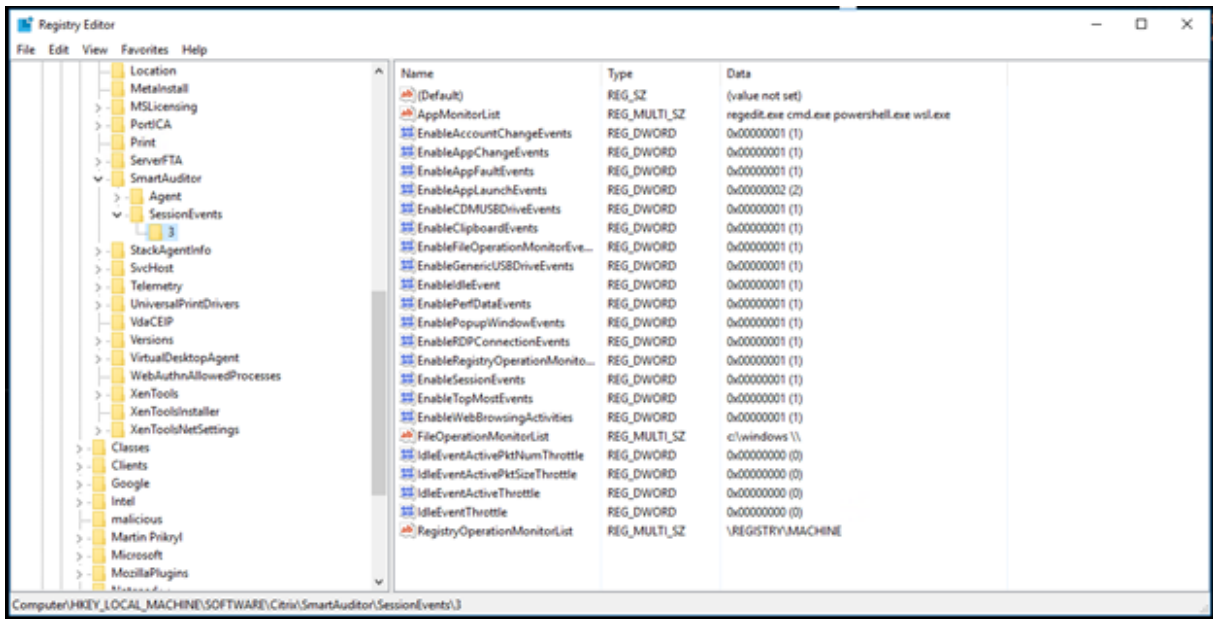 Registry Editor
File Edit View Favorites Help
Location
MetaInstall
MSLicensing
PortICA
Print
ServerFTA
SmartAuditor
Agent
SessionEvents
3
StackAgentInfo
SvcHost
Telemetry
UniversalPrintDrivers
VdaCEIP
Versions
VirtualDesktopAgent
WebAuthnAllowedProcesses
XenTools
XenToolsInstaller
XenToolsNetSettings
Classes
Clients
Google
Intel
malicious
Martin Prikryl
Microsoft
MozillaPlugins
Name Type Data
(Default) REG_SZ (value not set)
AppMonitorList REG_MULTI_SZ regedit.exe cmd.exe powershell.exe wsl.exe
EnableAccountChangeEvents REG_DWORD 0x00000001 (1)
EnableAppChangeEvents REG_DWORD 0x00000001 (1)
EnableAppFaultEvents REG_DWORD 0x00000001 (1)
EnableAppLaunchEvents REG_DWORD 0x00000002 (2)
EnableCDMUSBDriveEvents REG_DWORD 0x00000001 (1)
EnableClipboardEvents REG_DWORD 0x00000001 (1)
EnableFileOperationMonitorEve... REG_DWORD 0x00000001 (1)
EnableGenericUSBDriveEvents REG_DWORD 0x00000001 (1)
EnableIdleEvent REG_DWORD 0x00000001 (1)
EnablePerfDataEvents REG_DWORD 0x00000001 (1)
EnablePopupWindowEvents REG_DWORD 0x00000001 (1)
EnableRDPConnectionEvents REG_DWORD 0x00000001 (1)
EnableRegistryOperationMonito... REG_DWORD 0x00000001 (1)
EnableSessionEvents REG_DWORD 0x00000001 (1)
EnableTopMostEvents REG_DWORD 0x00000001 (1)
EnableWebBrowsingActivities REG_DWORD 0x00000001 (1)
FileOperationMonitorList REG_MULTI_SZ c:\windows \\
IdleEventActivePktNumThrottle REG_DWORD 0x00000000 (0)
IdleEventActivePktSizeThrottle REG_DWORD 0x00000000 (0)
IdleEventActiveThrottle REG_DWORD 0x00000000 (0)
IdleEventThrottle REG_DWORD 0x00000000 (0)
RegistryOperationMonitorList REG_MULTI_SZ \REGISTRY\MACHINE
Computer\HKEY_LOCAL_MACHINE\SOFTWARE\Citrix\SmartAuditor\SessionEvents\3